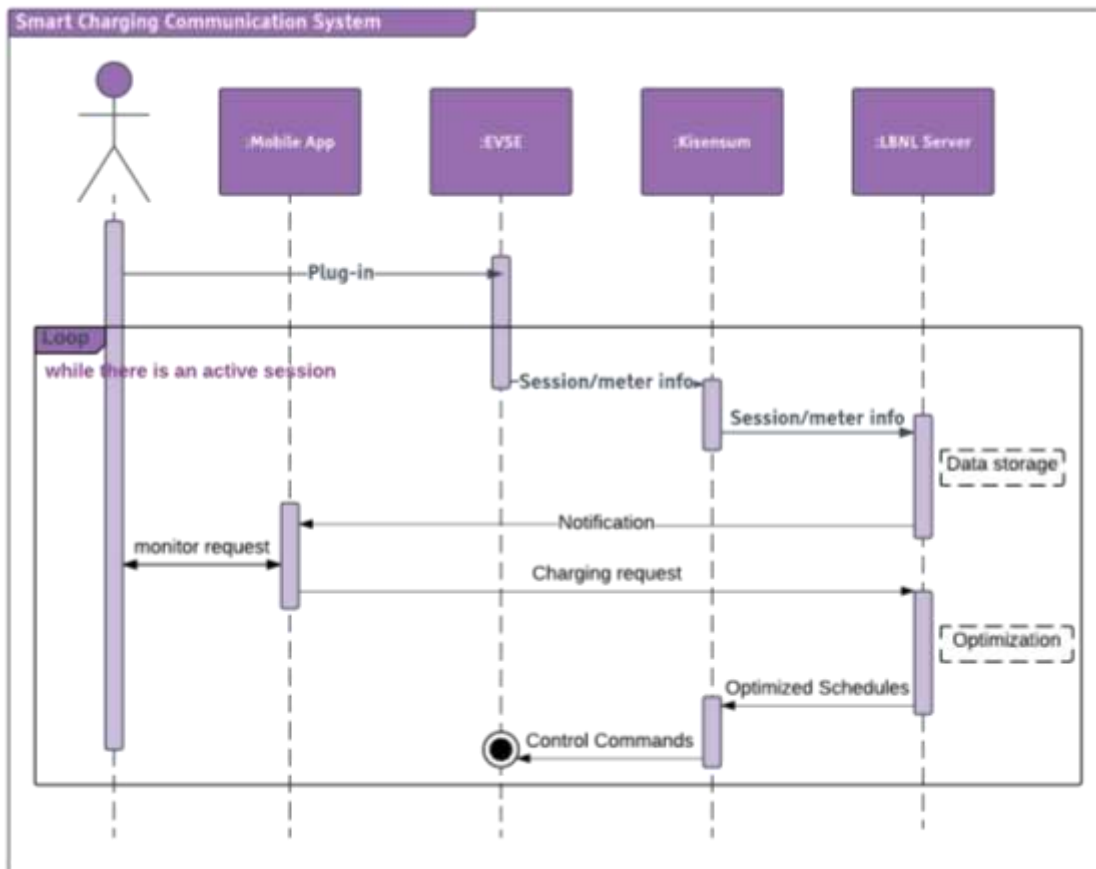 Smart Charging Communication System
:Mobile App
:EVSE
:Kisensum
:LBNL Server
Plug-in
Loop
while there is an active session
Session/meter info
Session/meter info
Data storage
Notification
monitor request
Charging request
Optimization
Optimized Schedules
Control Commands